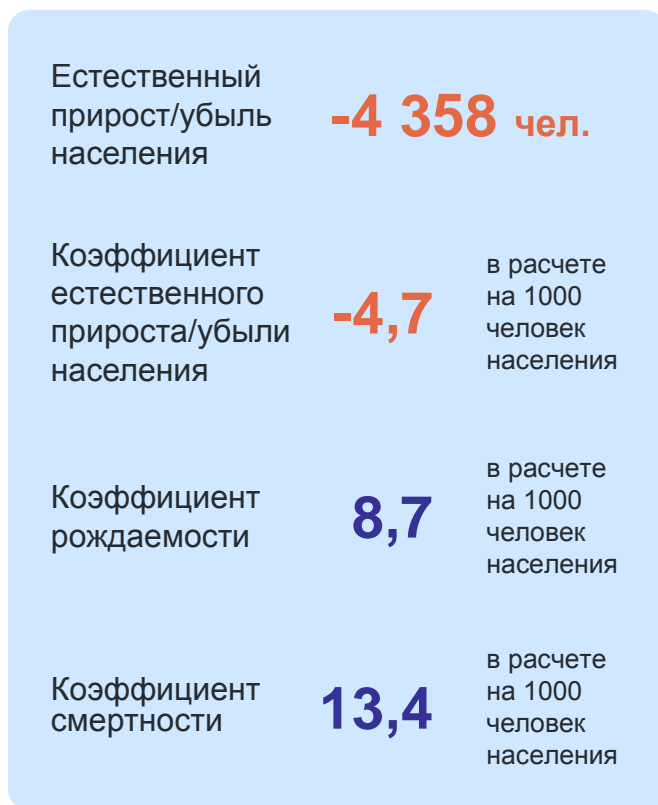 Естественный
прирост/убыль
населения
-4 358 чел.
Коэффициент
естественного
прироста/убыли
населения
-4,7
в расчете
на 1000
человек
населения
Коэффициент
рождаемости
8,7
в расчете
на 1000
человек
населения
Коэффициент
смертности
13,4
в расчете
на 1000
человек
населения